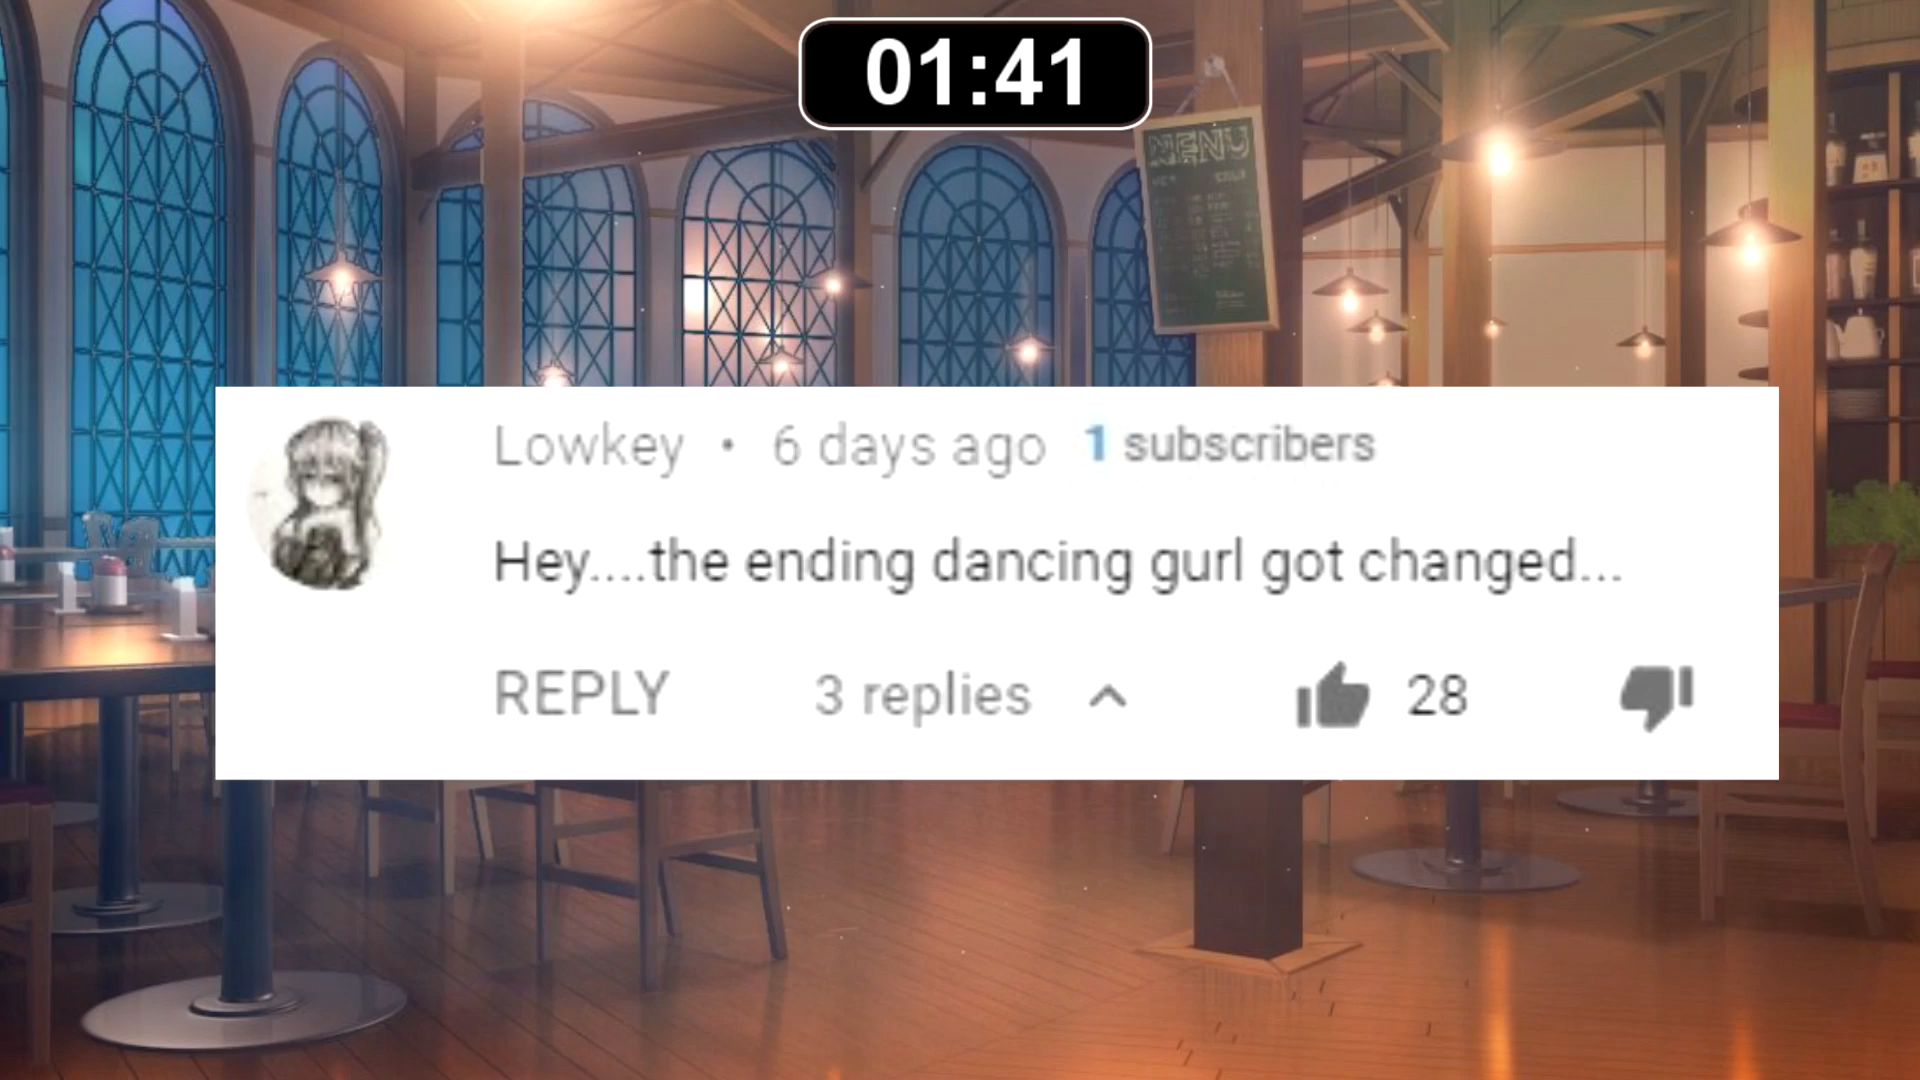 01:41
MENU
Lowkey • 6 days ago 1 subscribers
Hey....the ending dancing gurl got changed...
REPLY 3 replies 28